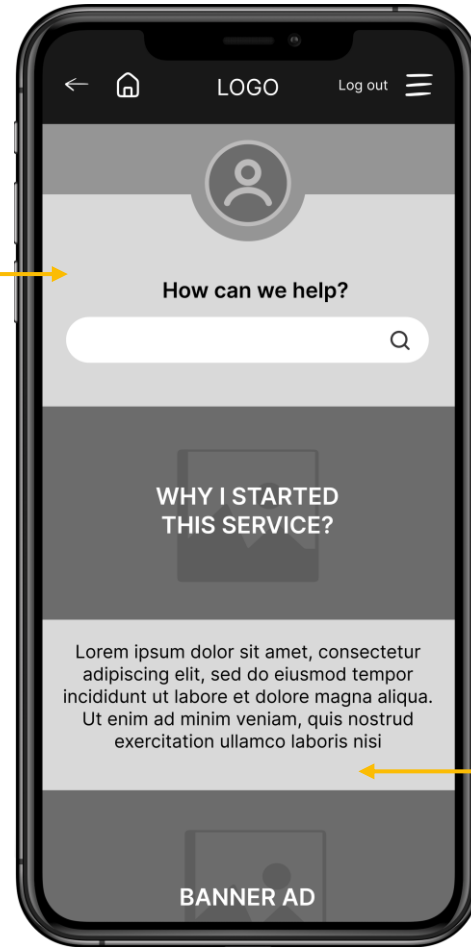 LOGO
Log out
How can we help?
WHY I STARTED
THIS SERVICE?
Lorem ipsum dolor sit amet, consectetur
adipiscing elit, sed do eiusmod tempor
incididunt ut labore et dolore magna aliqua.
Ut enim ad minim veniam, quis nostrud
exercitation ullamco laboris nisi
BANNER AD